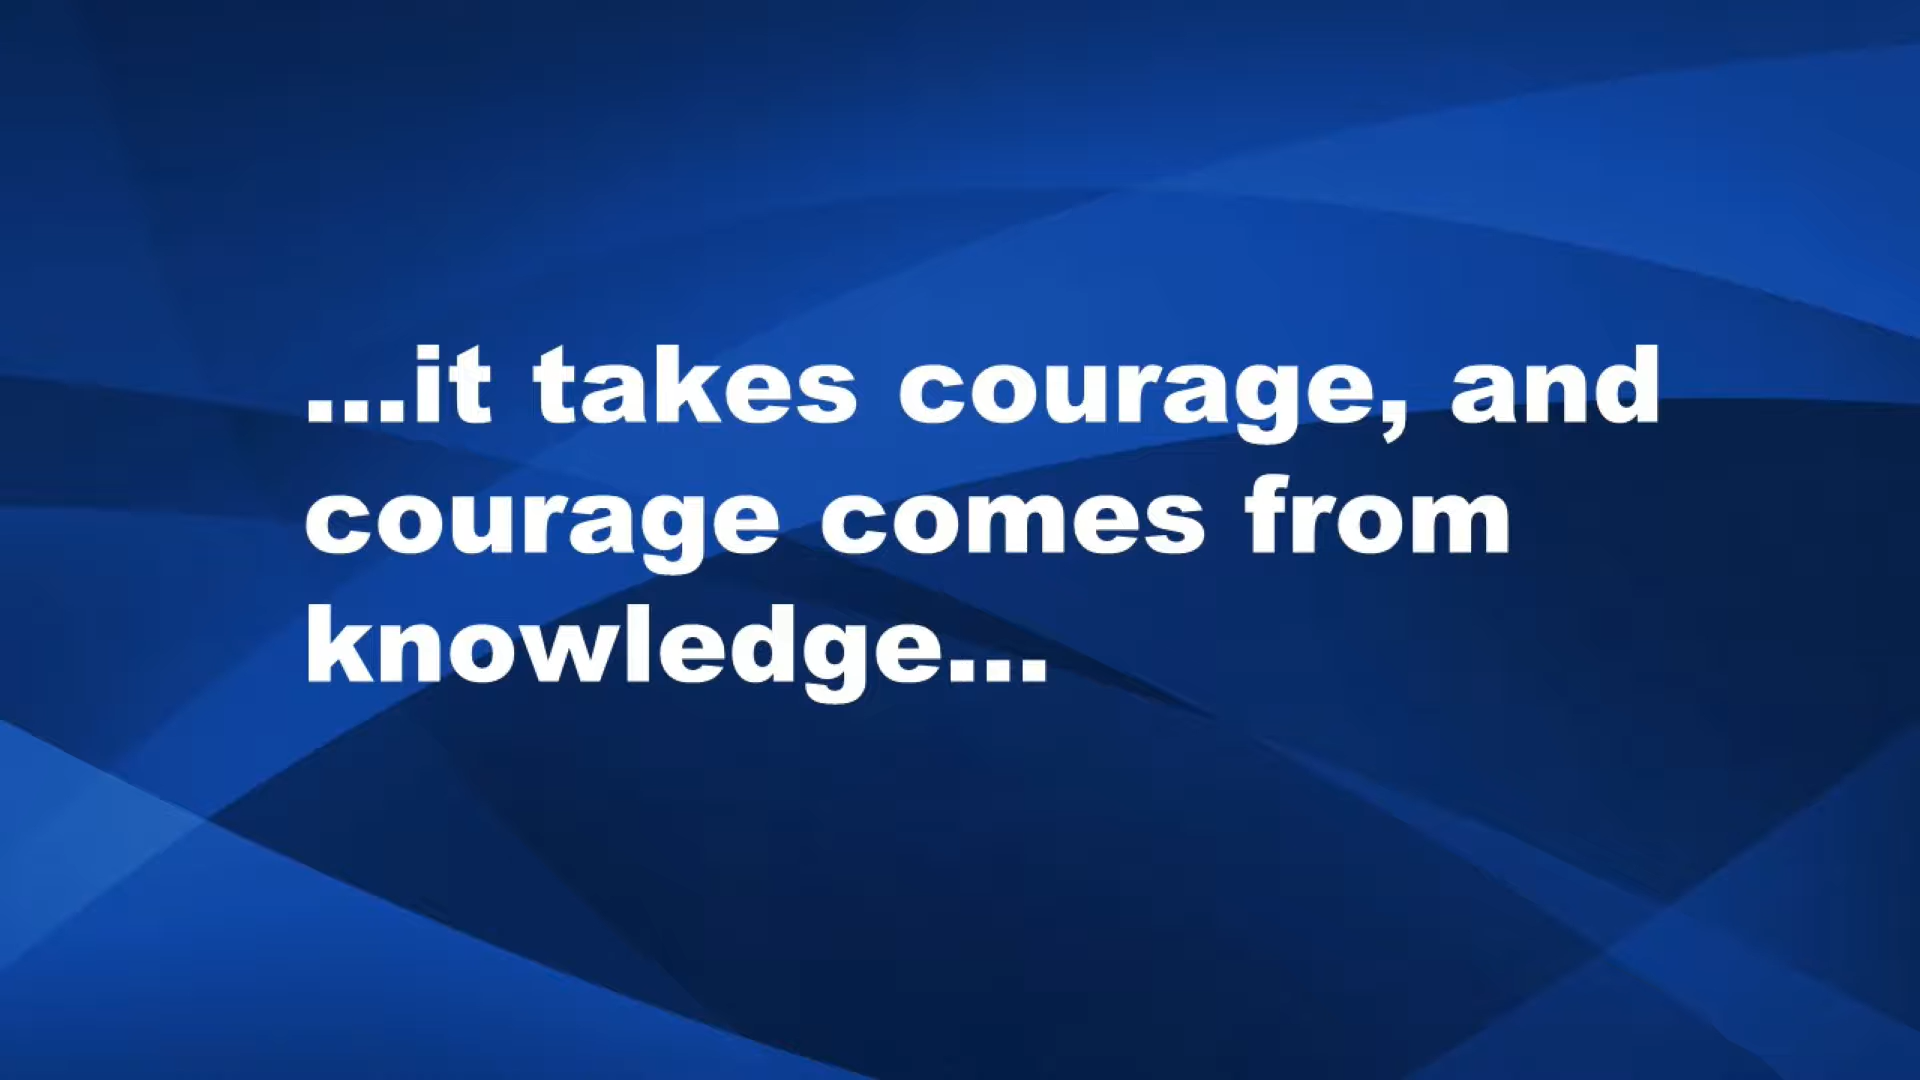 ...it takes courage, and
courage comes from
knowledge...